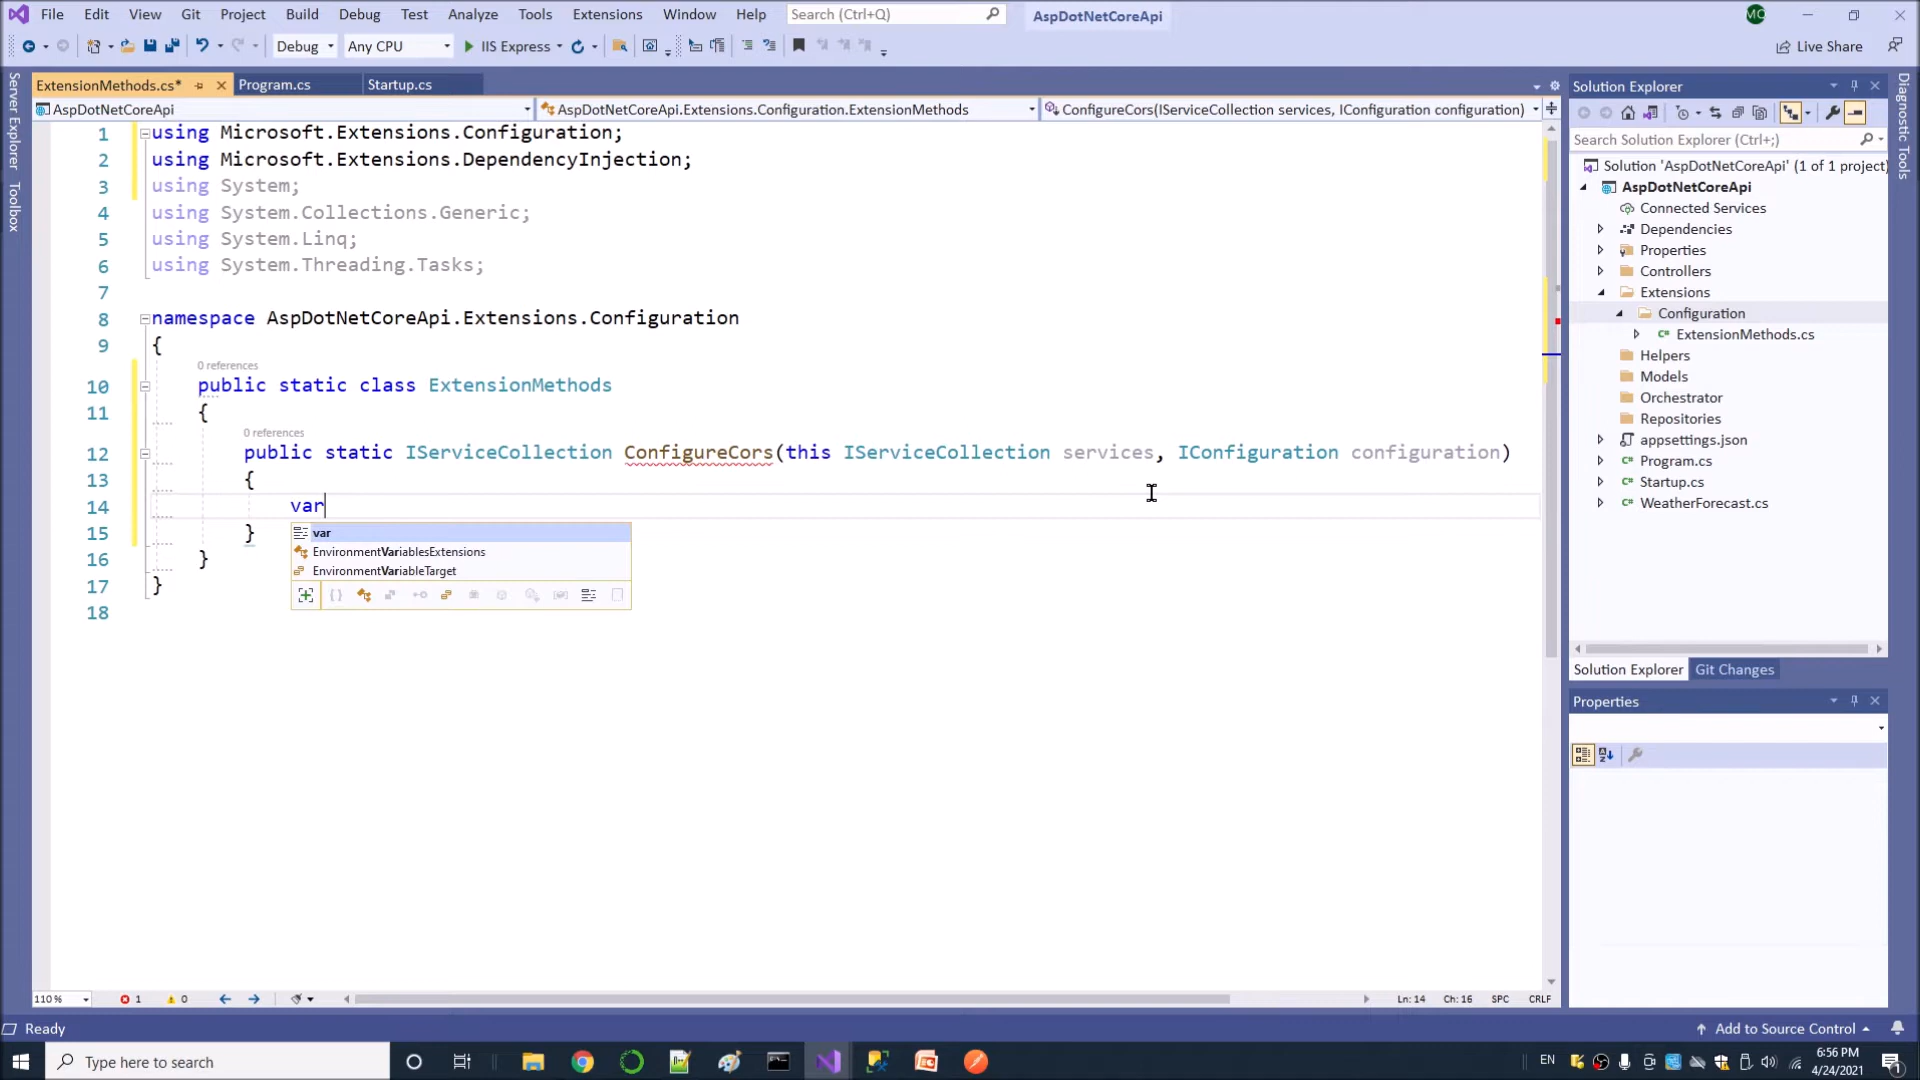 File Edit View Git Project Build Debug Test Analyze Tools Extensions Window Help Search (Ctrl+Q) AspDotNetCoreApi MC
Debug Any CPU IIS Express Live Share
Server Explorer
Toolbox
ExtensionMethods.cs* Program.cs Startup.cs
AspDotNetCoreApi AspDotNetCoreApi.Extensions.Configuration.ExtensionMethods ConfigureCors(IServiceCollection services, IConfiguration configuration)
1 using Microsoft.Extensions.Configuration;
2 using Microsoft.Extensions.DependencyInjection;
3 using System;
4 using System.Collections.Generic;
5 using System.Linq;
6 using System.Threading.Tasks;
7
8 namespace AspDotNetCoreApi.Extensions.Configuration
9 {
0 references
10 public static class ExtensionMethods
11 {
0 references
12 public static IServiceCollection ConfigureCors(this IServiceCollection services, IConfiguration configuration)
13 {
14 var
15 }
var
EnvironmentVariablesExtensions
EnvironmentVariableTarget
16 }
17 }
18
110 % 1 0 Ln: 14 Ch: 16 SPC CRLF
Solution Explorer
Search Solution Explorer (Ctrl+;)
Solution 'AspDotNetCoreApi' (1 of 1 project)
AspDotNetCoreApi
Connected Services
Dependencies
Properties
Controllers
Extensions
Configuration
ExtensionMethods.cs
Helpers
Models
Orchestrator
Repositories
appsettings.json
Program.cs
Startup.cs
WeatherForecast.cs
Solution Explorer Git Changes
Properties
Diagnostic Tools
Ready Add to Source Control
Type here to search EN 6:56 PM
4/24/2021 1